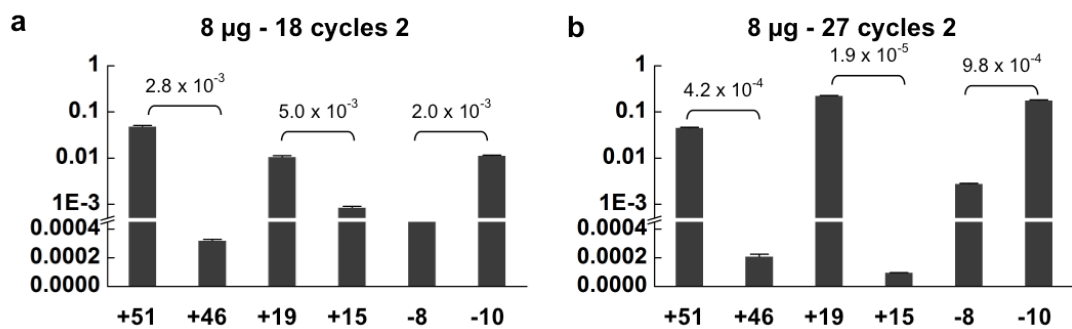 a
8 µg - 18 cycles 2
1
0.1
0.01
1E-3
0.0004
0.0002
0.0000
2.8 x 10⁻³
5.0 x 10⁻³
2.0 x 10⁻³
+51 +46 +19 +15 -8 -10
b
8 µg - 27 cycles 2
1
0.1
0.01
1E-3
0.0004
0.0002
0.0000
4.2 x 10⁻⁴
1.9 x 10⁻⁵
9.8 x 10⁻⁴
+51 +46 +19 +15 -8 -10